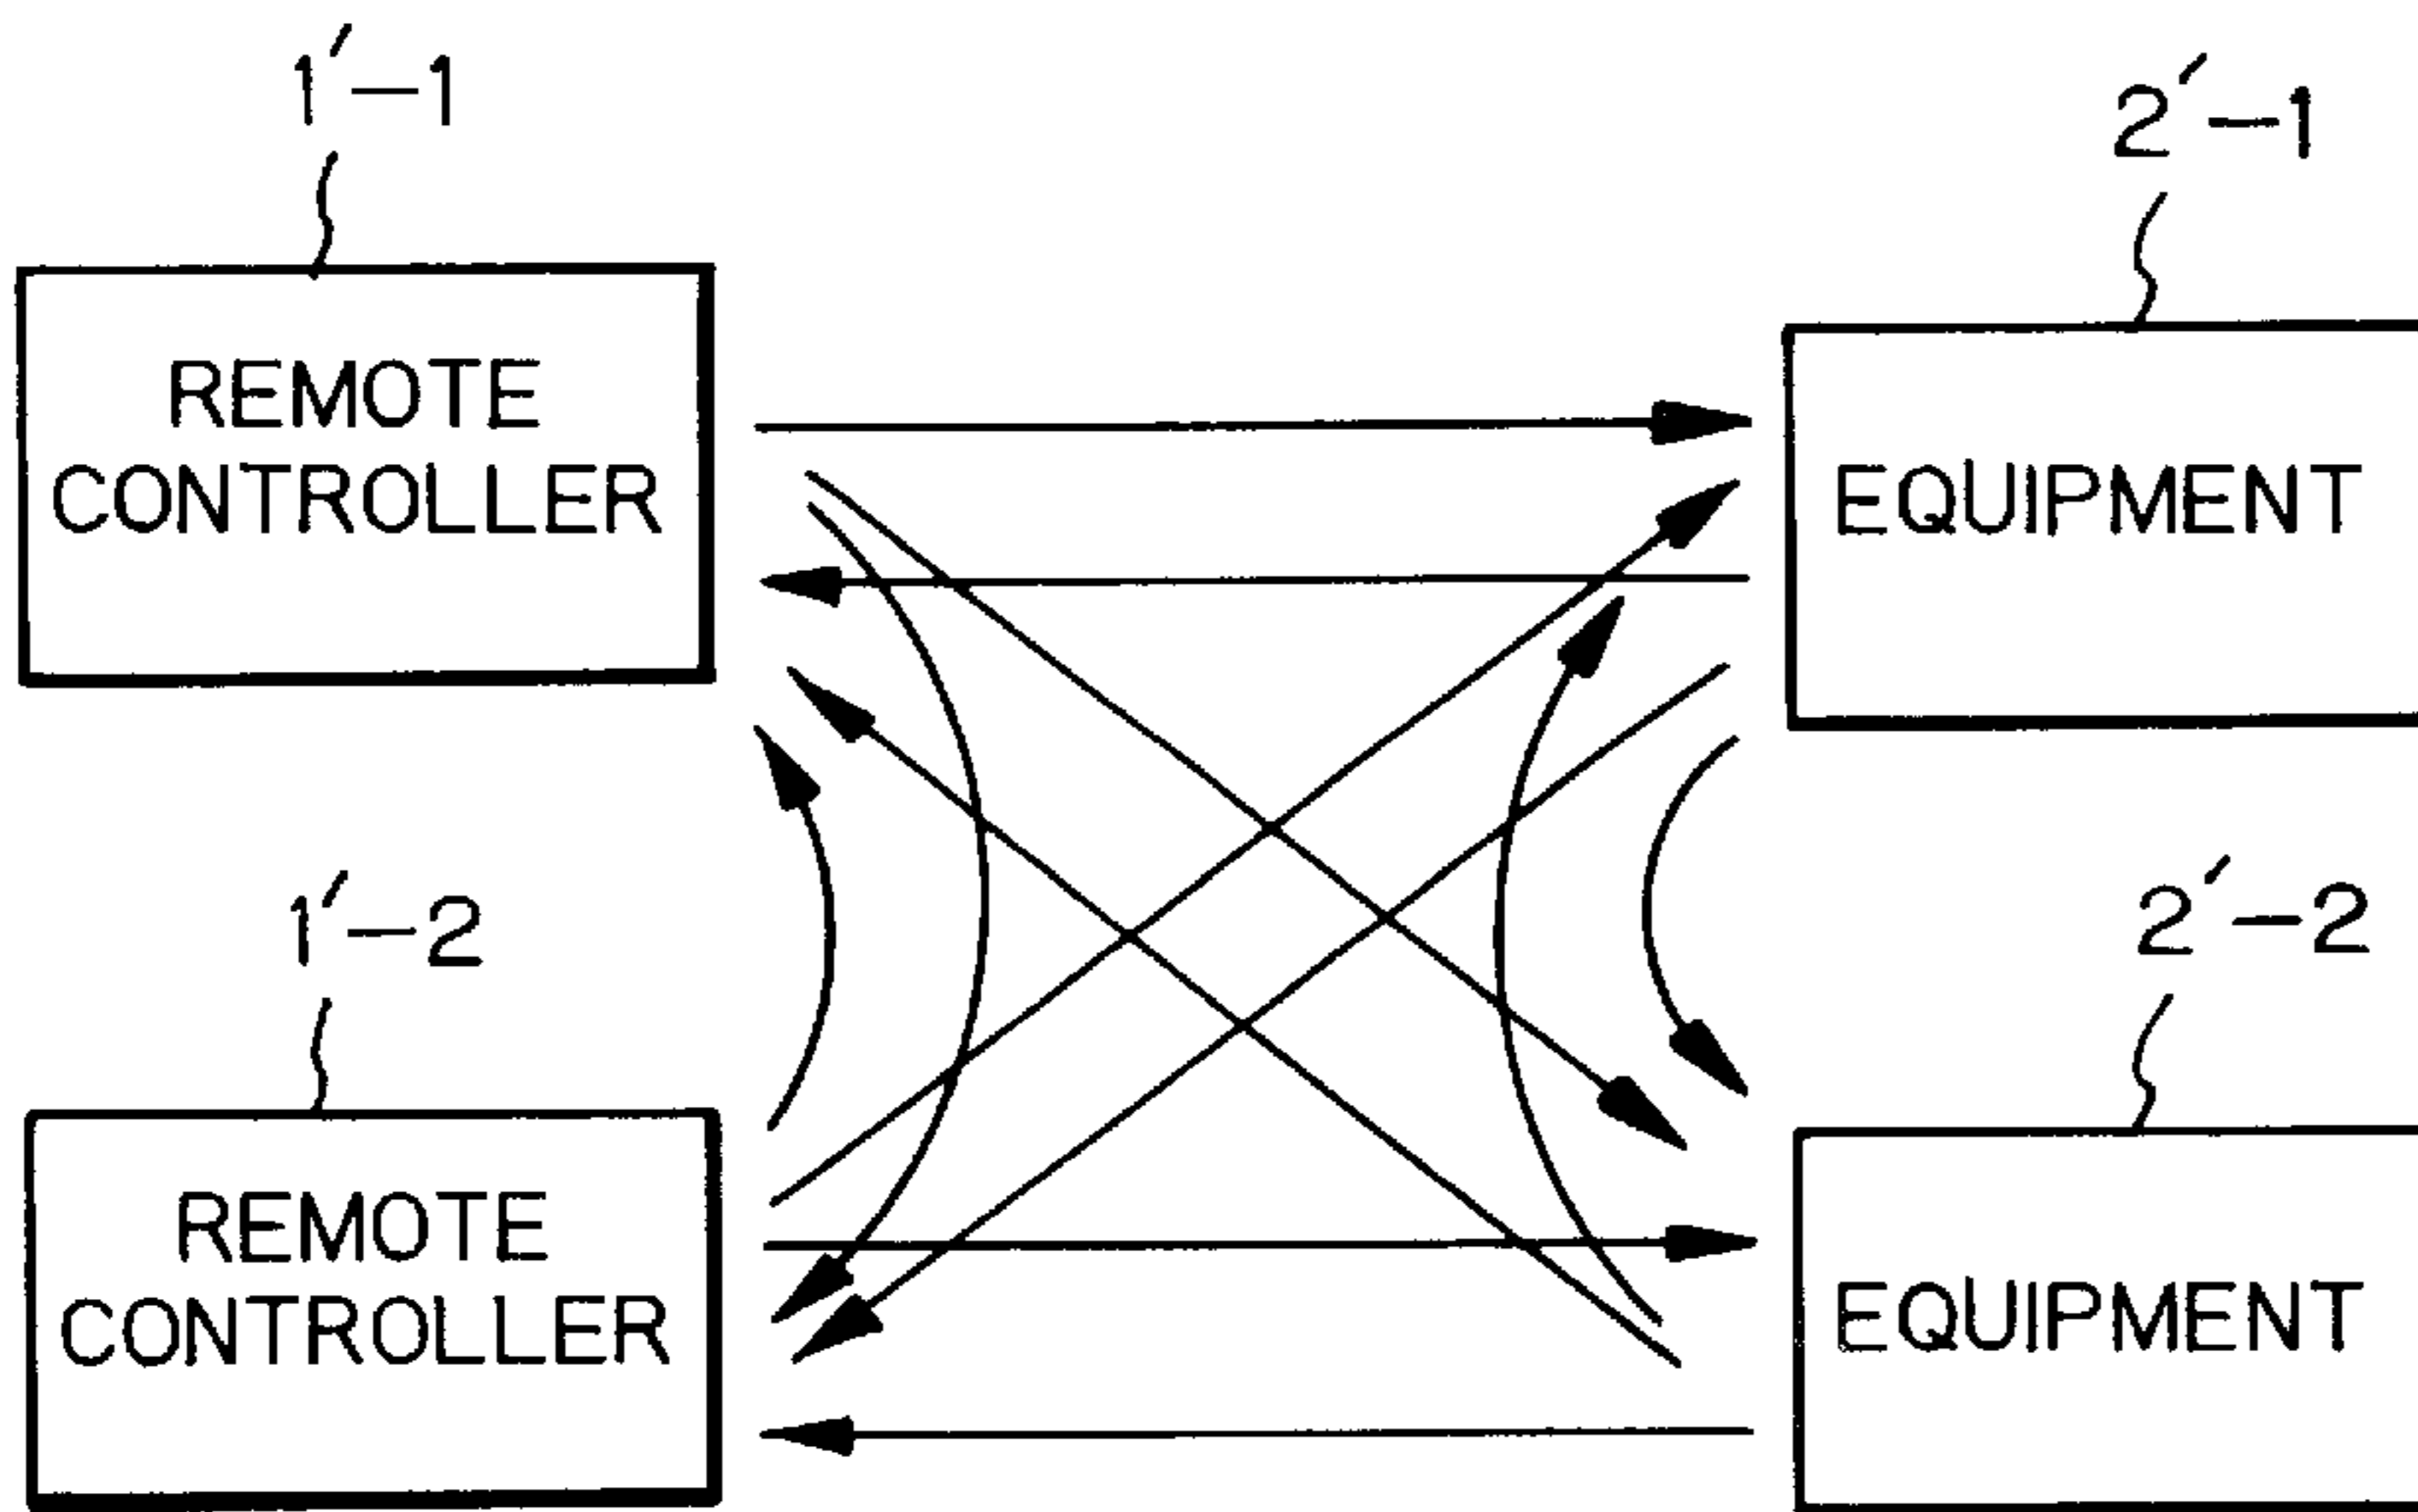 1′-1
2′-1
REMOTE
CONTROLLER
EQUIPMENT
1′-2
2′-2
REMOTE
CONTROLLER
EQUIPMENT